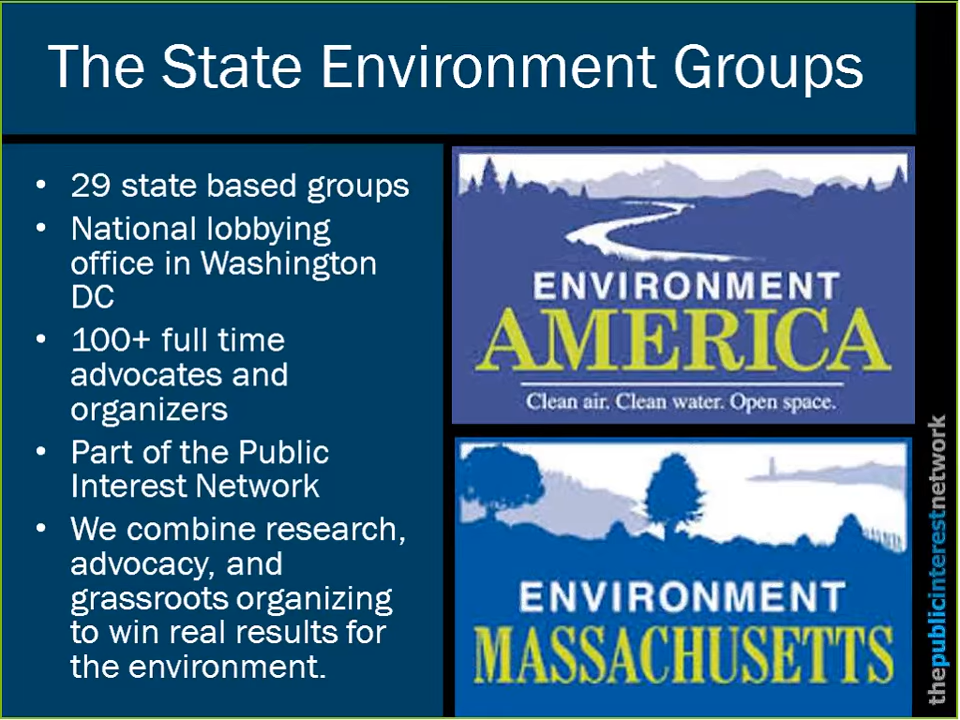 The State Environment Groups
• 29 state based groups
• National lobbying
office in Washington
DC
• 100+ full time
advocates and
organizers
• Part of the Public
Interest Network
• We combine research,
advocacy, and
grassroots organizing
to win real results for
the environment.
ENVIRONMENT
AMERICA
Clean air. Clean water. Open space.
ENVIRONMENT
MASSACHUSETTS
thepublicinterestnetwork